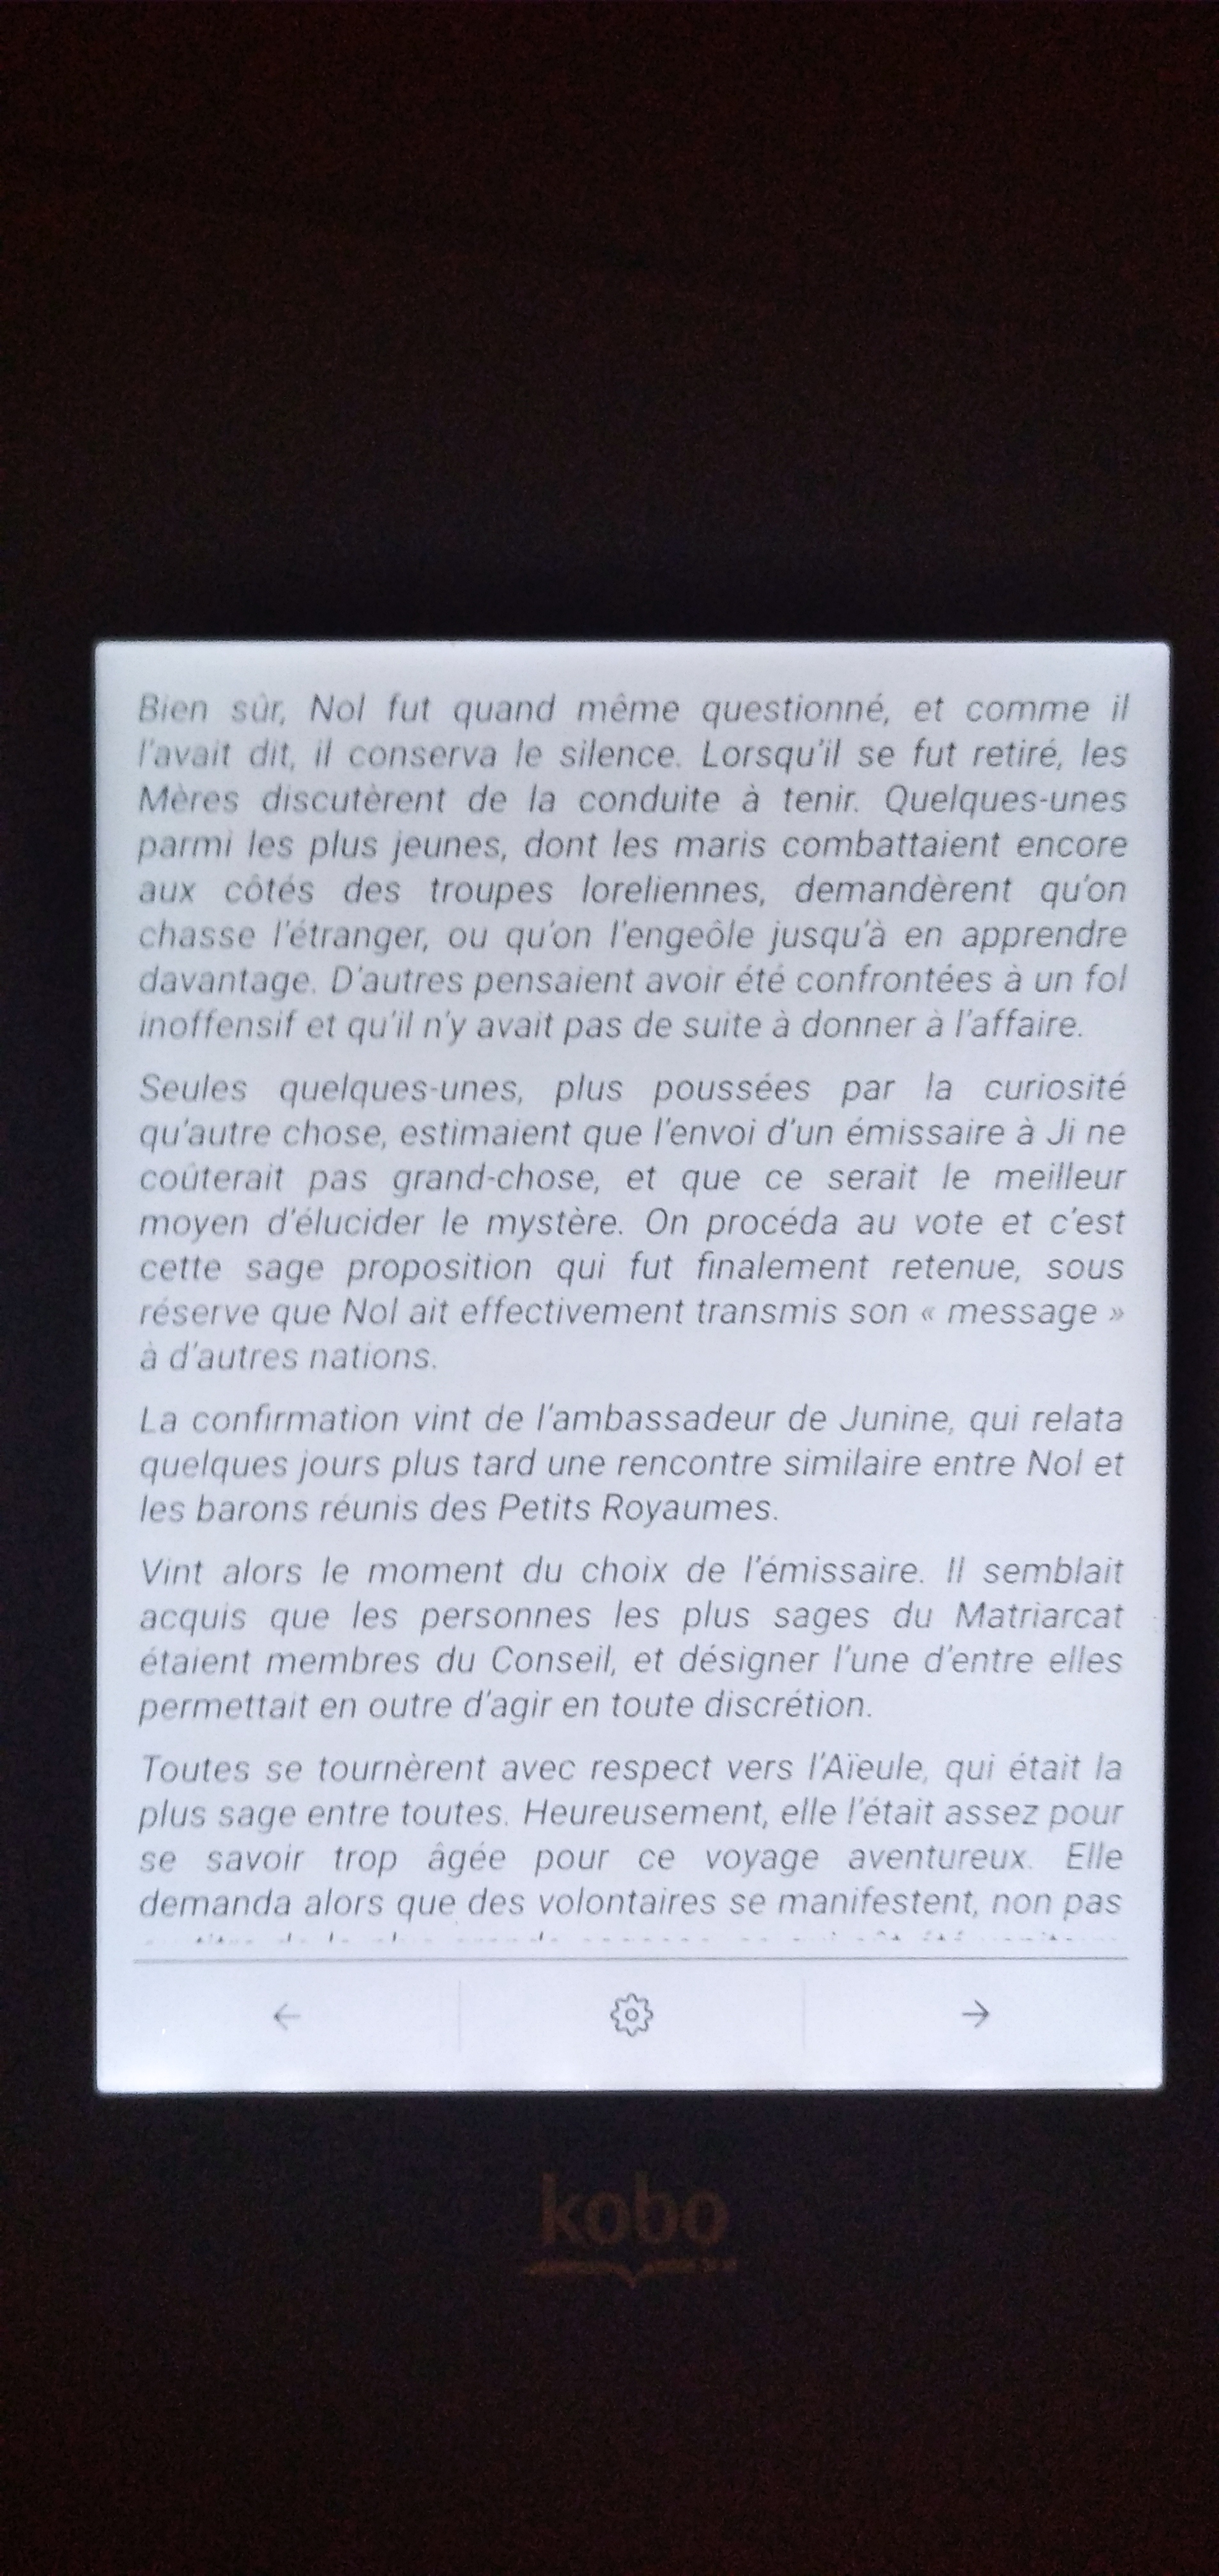 Bien sûr, Nol fut quand même questionné, et comme il
l'avait dit, il conserva le silence. Lorsqu'il se fut retiré, les
Mères discutèrent de la conduite à tenir. Quelques-unes
parmi les plus jeunes, dont les maris combattaient encore
aux côtés des troupes loreliennes, demandèrent qu'on
chasse l'étranger, ou qu'on l'engeôle jusqu'à en apprendre
davantage. D'autres pensaient avoir été confrontées à un fol
inoffensif et qu'il n'y avait pas de suite à donner à l'affaire.
Seules quelques-unes, plus poussées par la curiosité
qu'autre chose, estimaient que l'envoi d'un émissaire à Ji ne
coûterait pas grand-chose, et que ce serait le meilleur
moyen d'élucider le mystère. On procéda au vote et c'est
cette sage proposition qui fut finalement retenue, sous
réserve que Nol ait effectivement transmis son « message »
à d'autres nations.
La confirmation vint de l'ambassadeur de Junine, qui relata
quelques jours plus tard une rencontre similaire entre Nol et
les barons réunis des Petits Royaumes.
Vint alors le moment du choix de l'émissaire. Il semblait
acquis que les personnes les plus sages du Matriarcat
étaient membres du Conseil, et désigner l'une d'entre elles
permettait en outre d'agir en toute discrétion.
Toutes se tournèrent avec respect vers l'Aïeule, qui était la
plus sage entre toutes. Heureusement, elle l'était assez pour
se savoir trop âgée pour ce voyage aventureux. Elle
demanda alors que des volontaires se manifestent, non pas
kobo